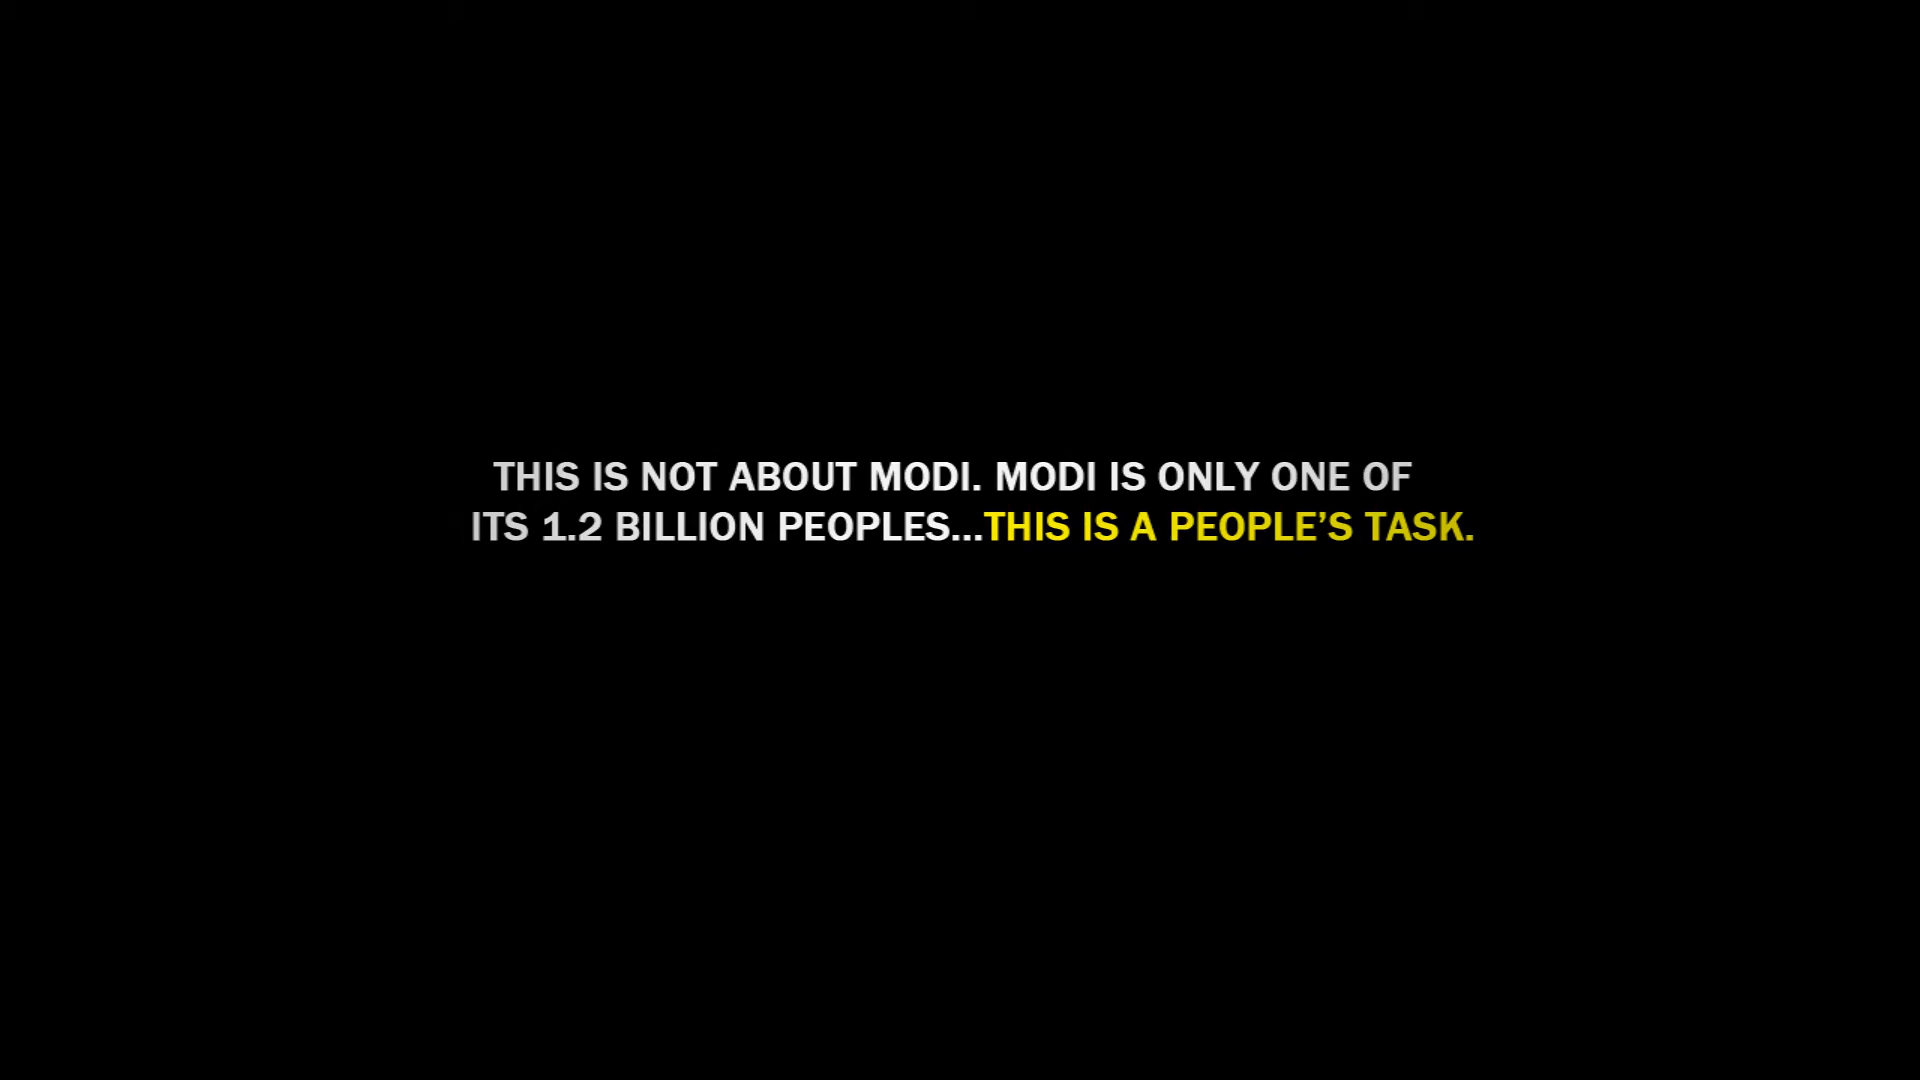 THIS IS NOT ABOUT MODI. MODI IS ONLY ONE OF
ITS 1.2 BILLION PEOPLES...THIS IS A PEOPLE’S TASK.